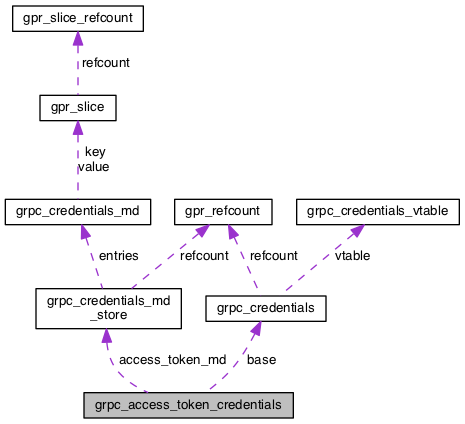 gpr_slice_refcount
refcount
gpr_slice
key
value
grpc_credentials_md
gpr_refcount
grpc_credentials_vtable
entries
refcount
refcount
vtable
grpc_credentials_md
_store
grpc_credentials
access_token_md
base
grpc_access_token_credentials